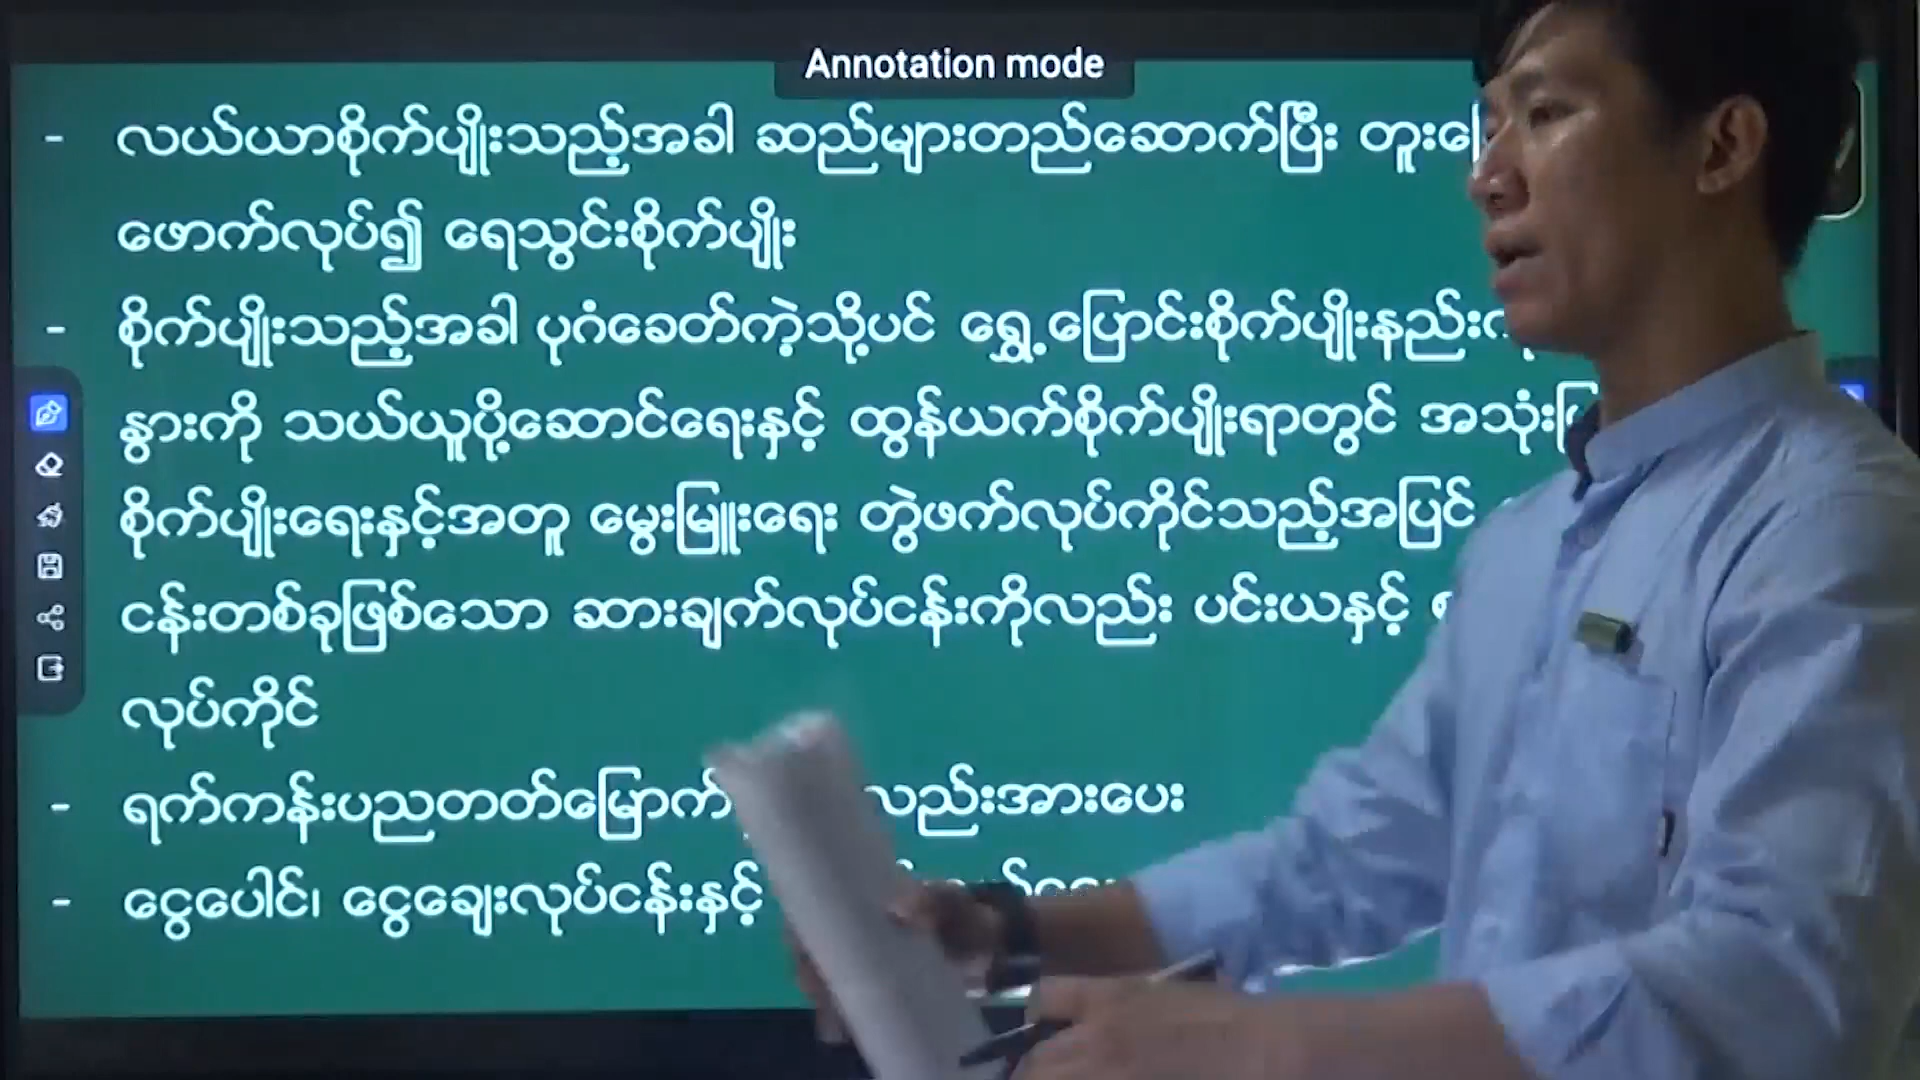 Annotation mode
- လယ်ယာစိုက်ပျိုးသည့်အခါ ဆည်များတည်ဆောက်ပြီး
ဖောက်လုပ်၍ ရေသွင်းစိုက်ပျိုး
- စိုက်ပျိုးသည့်အခါ ပုဂံခေတ်ကဲ့သို့ပင် ရွှေ့ပြောင်းစိုက်ပျိုးနည်း
နွားကို သယ်ယူပို့ဆောင်ရေးနှင့် ထွန်ယက်စိုက်ပျိုးရာတွင်
စိုက်ပျိုးရေးနှင့်အတူ မွေးမြူးရေး တွဲဖက်လုပ်ကိုင်သည့်အပြင်
ငန်းတစ်ခုဖြစ်သော ဆားချက်လုပ်ငန်းကိုလည်း ပင်းယနှင့်
လုပ်ကိုင်
- ရက်ကန်းပညာတတ်မြောက် လည်းအားပေး
- ငွေပေါင်၊ ငွေချေးလုပ်ငန်းနှင့်